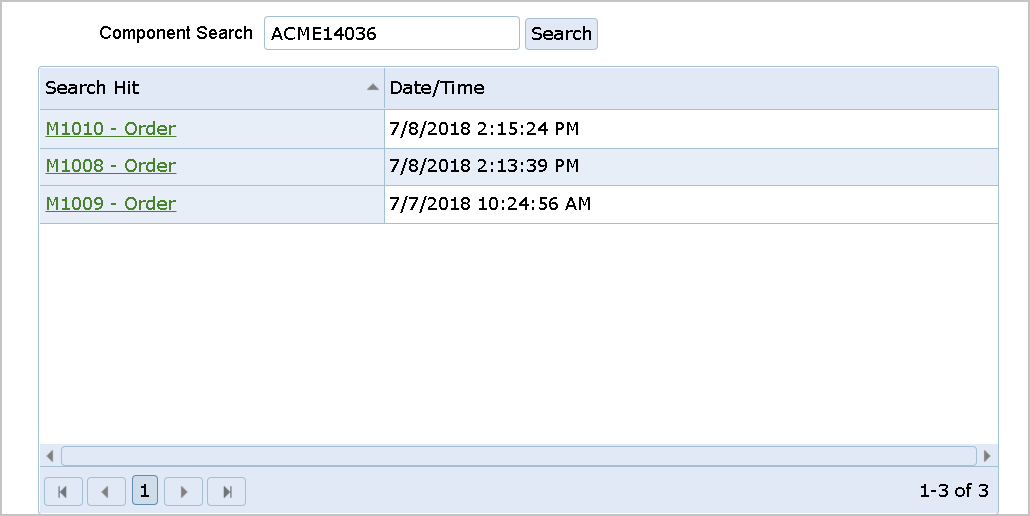 Component Search ACME14036 Search
Search Hit Date/Time
M1010 - Order 7/8/2018 2:15:24 PM
M1008 - Order 7/8/2018 2:13:39 PM
M1009 - Order 7/7/2018 10:24:56 AM
1 1-3 of 3